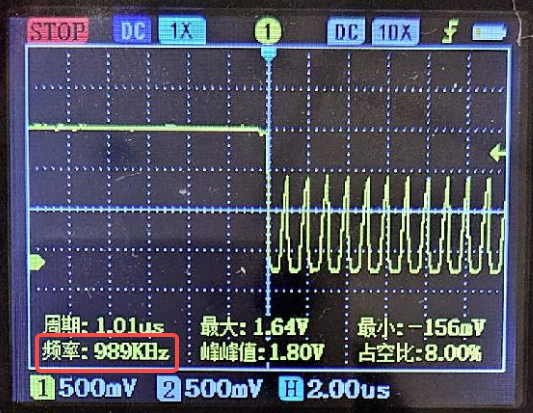 STOP DC 1X 1 DC 10X
周期: 1.01us 最大: 1.64V 最小: -156mV
频率: 989KHz 峰峰值: 1.80V 占空比: 8.00%
1 500mV 2 500mV H 2.00us